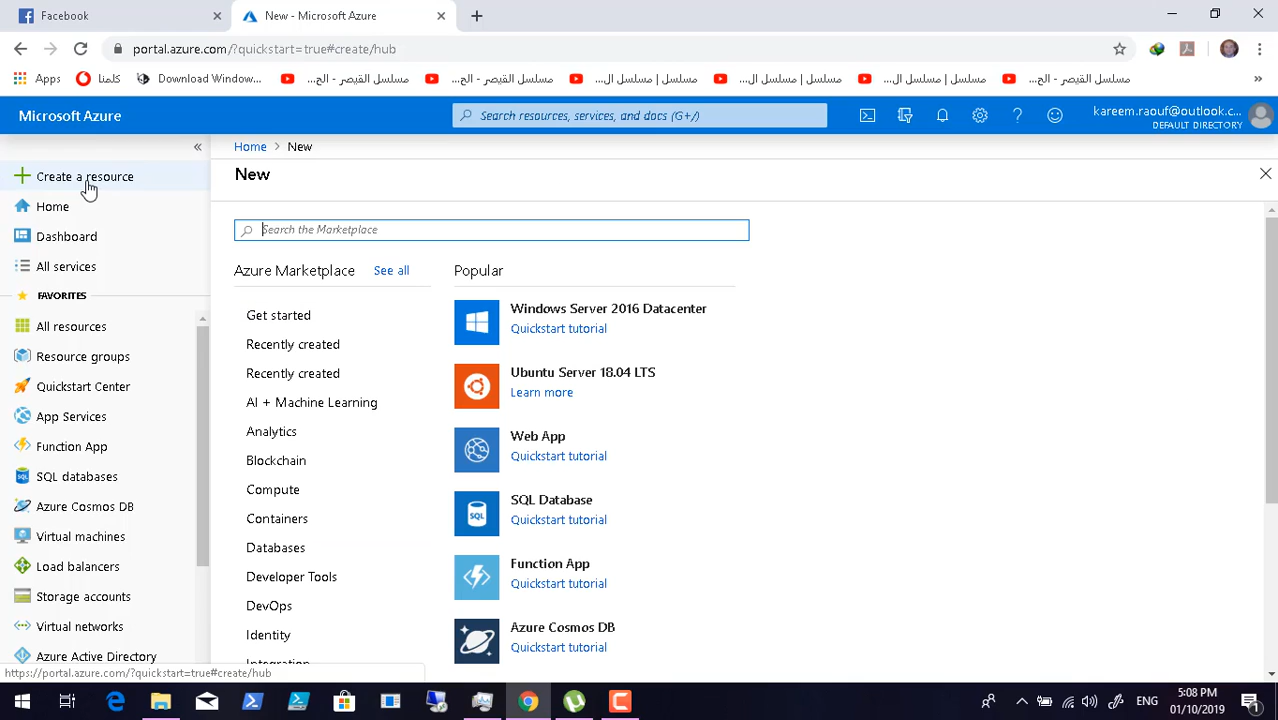 Facebook
New - Microsoft Azure
portal.azure.com/?quickstart=true#create/hub
Apps
كلمنا
Download Window...
مسلسل القيصر - الح...
مسلسل القيصر - الح...
مسلسل القيصر - الح...
مسلسل | مسلسل ال...
مسلسل | مسلسل ال...
مسلسل القيصر - الح...
Microsoft Azure
Search resources, services, and docs (G+/)
kareem.raouf@outlook.c...
DEFAULT DIRECTORY
Create a resource
Home
Dashboard
All services
FAVORITES
All resources
Resource groups
Quickstart Center
App Services
Function App
SQL databases
Azure Cosmos DB
Virtual machines
Load balancers
Storage accounts
Virtual networks
Azure Active Directory
https://portal.azure.com/?quickstart=true#create/hub
Home > New
New
Search the Marketplace
Azure Marketplace See all
Get started
Recently created
Recently created
AI + Machine Learning
Analytics
Blockchain
Compute
Containers
Databases
Developer Tools
DevOps
Identity
Integration
Popular
Windows Server 2016 Datacenter
Quickstart tutorial
Ubuntu Server 18.04 LTS
Learn more
Web App
Quickstart tutorial
SQL Database
Quickstart tutorial
Function App
Quickstart tutorial
Azure Cosmos DB
Quickstart tutorial
ENG
5:08 PM
01/10/2019